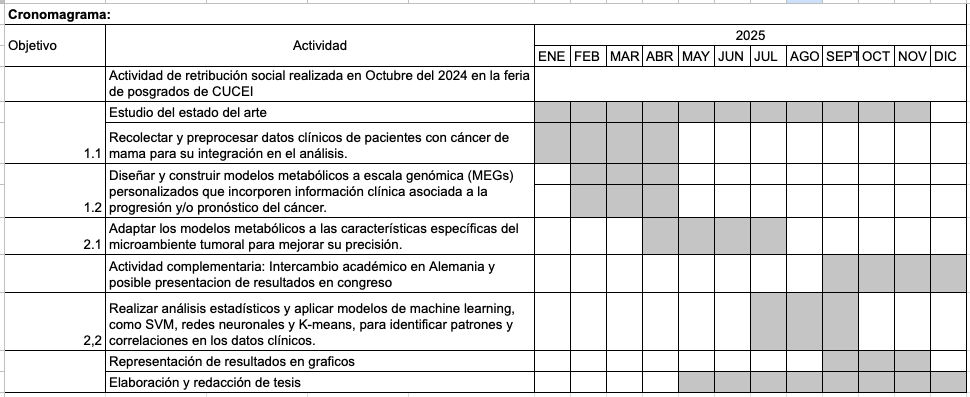 Cronomagrama:
Objetivo
Actividad
2025
ENE FEB MAR ABR MAY JUN JUL AGO SEPT OCT NOV DIC
Actividad de retribución social realizada en Octubre del 2024 en la feria
de posgrados de CUCEI
Estudio del estado del arte
Recolectar y preprocesar datos clínicos de pacientes con cáncer de
1.1 mama para su integración en el análisis.
Diseñar y construir modelos metabólicos a escala genómica (MEGs)
personalizados que incorporen información clínica asociada a la
1.2 progresión y/o pronóstico del cáncer.
Adaptar los modelos metabólicos a las características específicas del
2.1 microambiente tumoral para mejorar su precisión.
Actividad complementaria: Intercambio académico en Alemania y
posible presentacion de resultados en congreso
Realizar análisis estadísticos y aplicar modelos de machine learning,
como SVM, redes neuronales y K-means, para identificar patrones y
2,2 correlaciones en los datos clínicos.
Representación de resultados en graficos
Elaboración y redacción de tesis